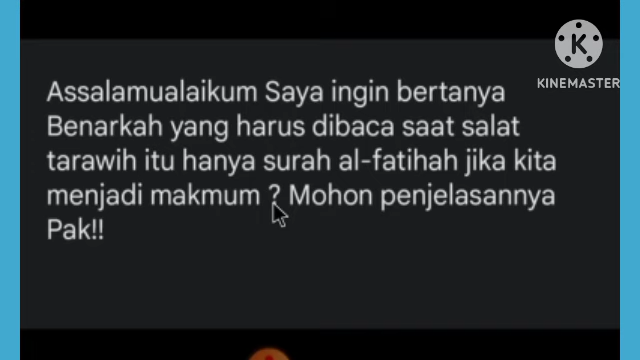 Assalamualaikum Saya ingin bertanya
Benarkah yang harus dibaca saat salat
tarawih itu hanya surah al-fatihah jika kita
menjadi makmum ? Mohon penjelasannya
Pak!!
KINEMASTER